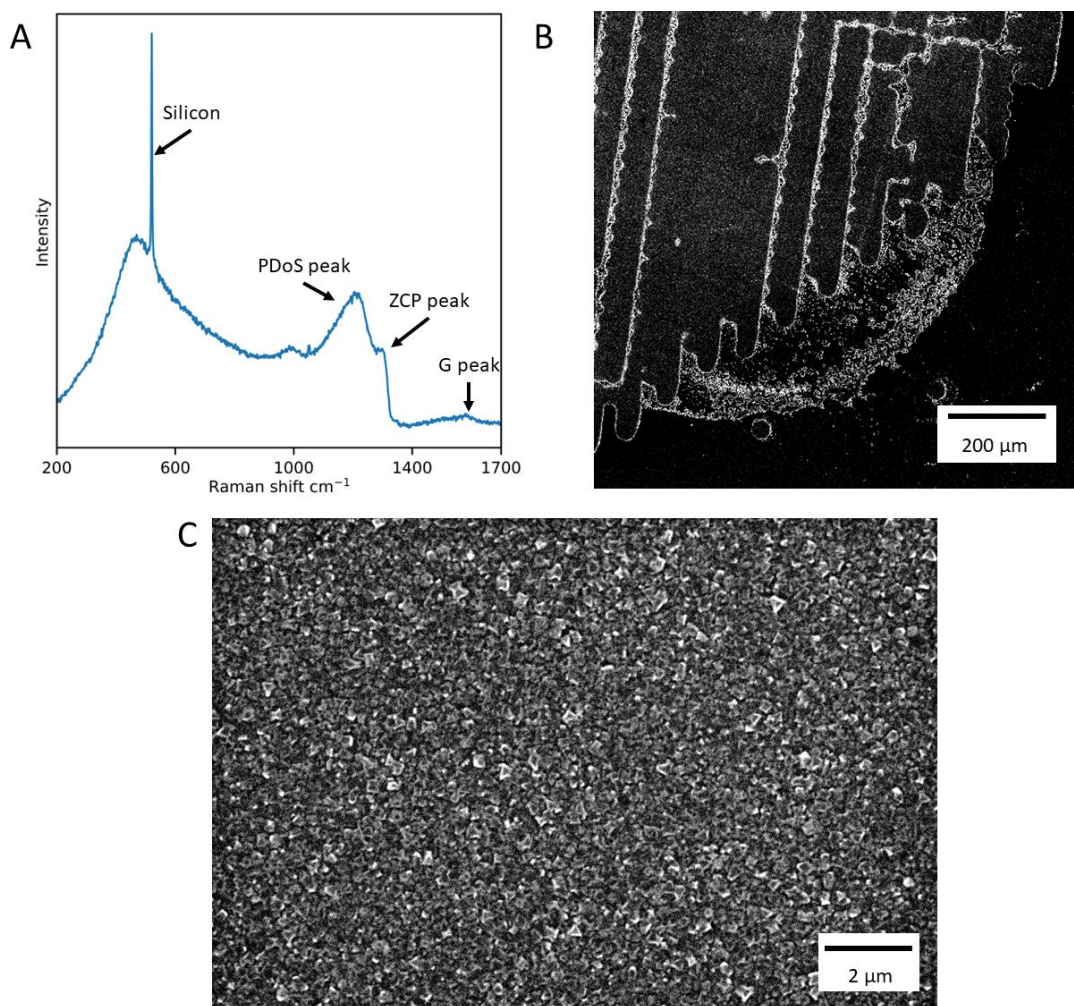 A
Silicon
PDoS peak
ZCP peak
G peak
Intensity
200 600 1000 1400 1700
Raman shift cm⁻¹
B
200 µm
C
2 µm